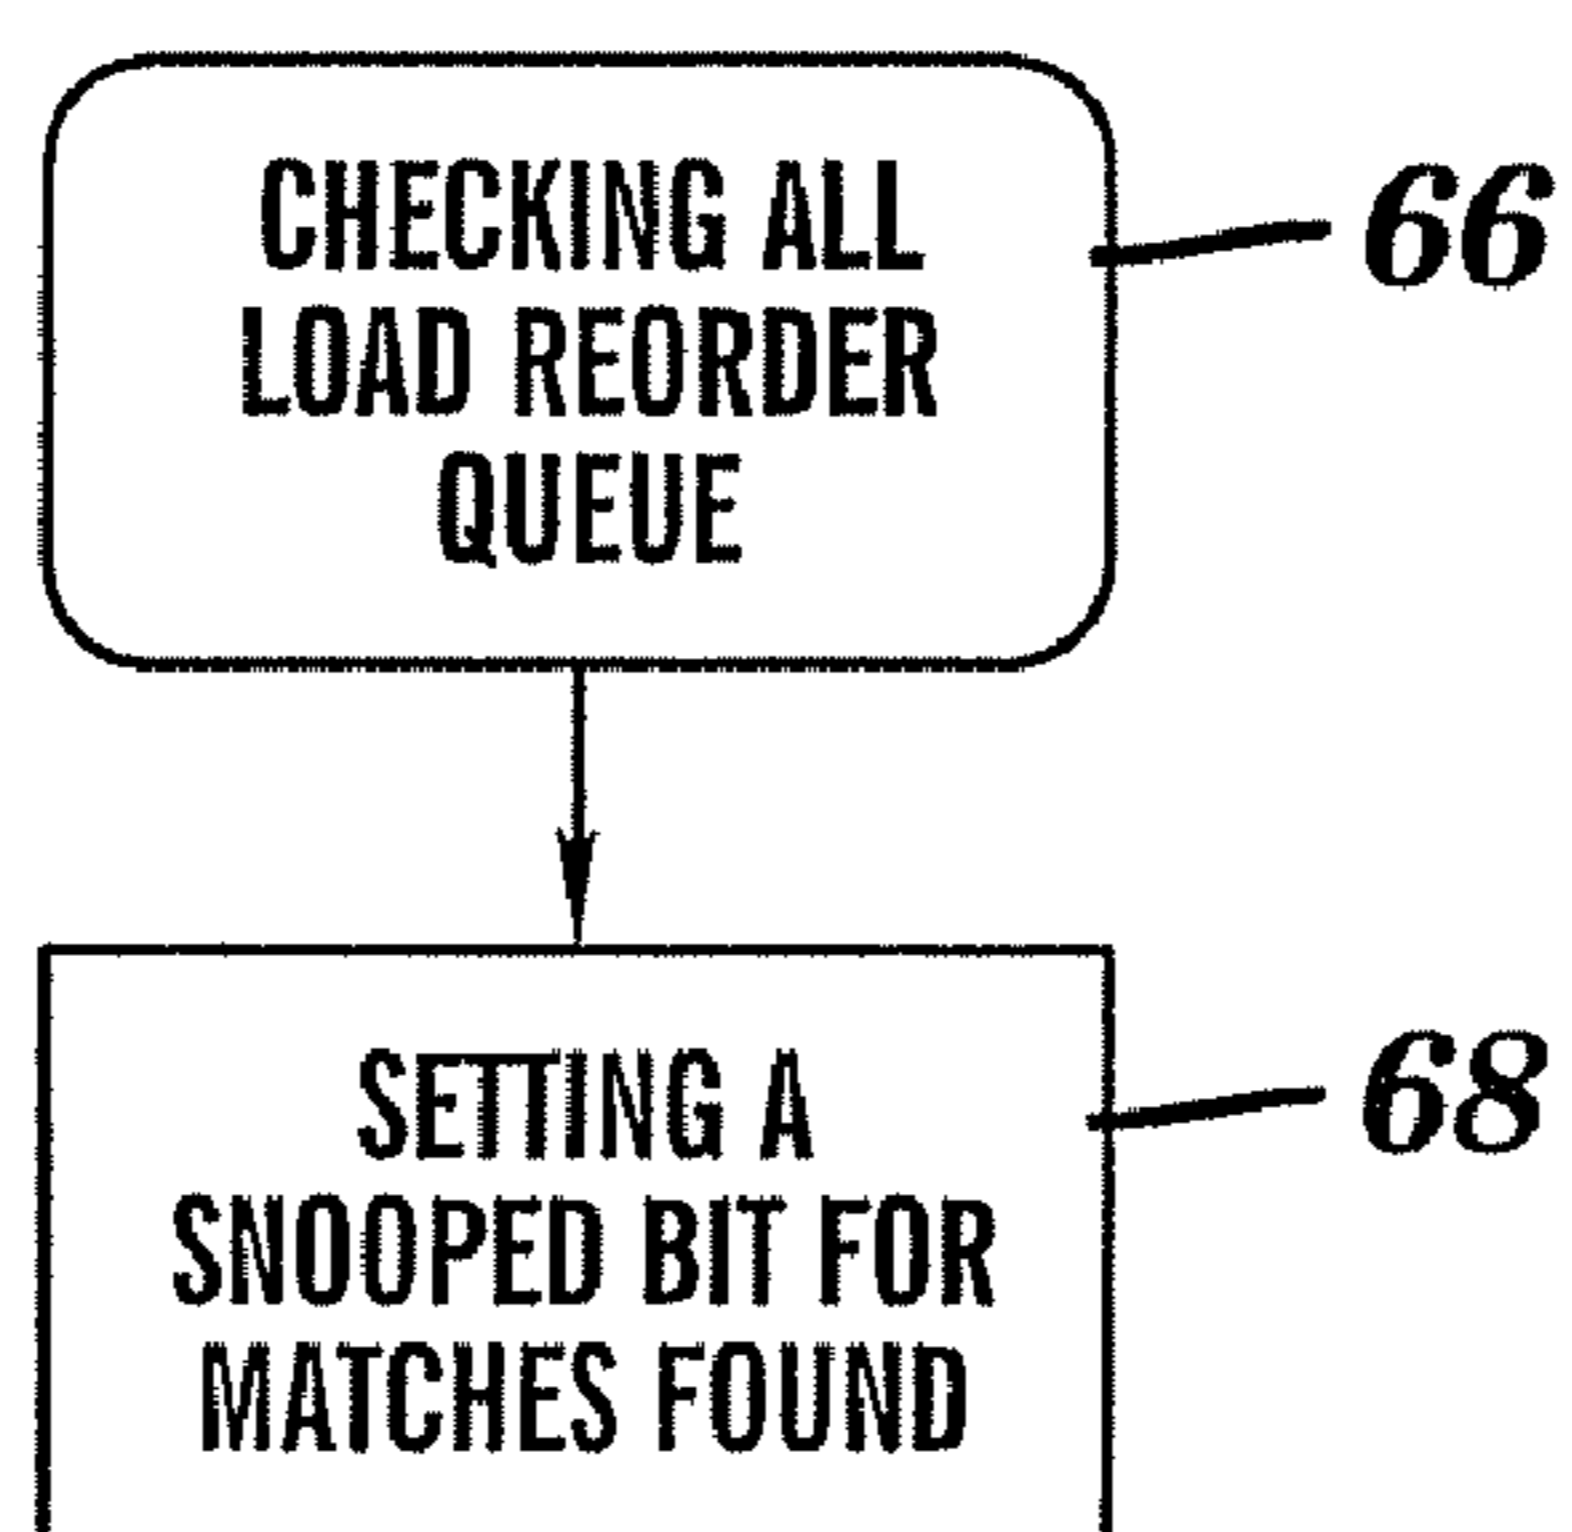 CHECKING ALL
LOAD REORDER
QUEUE
66
SETTING A
SNOOPED BIT FOR
MATCHES FOUND
68